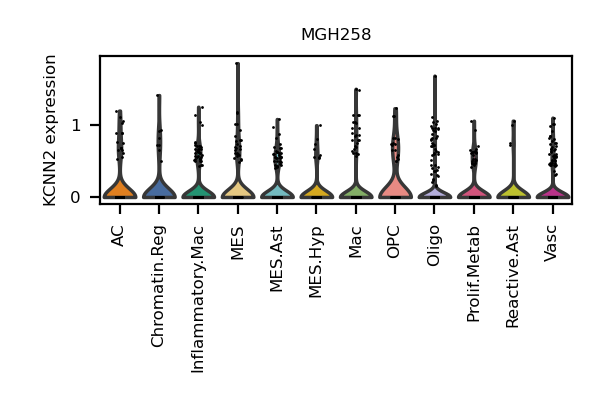 MGH258
KCNN2 expression
1
0
AC
Chromatin.Reg
Inflammatory.Mac
MES
MES.Ast
MES.Hyp
Mac
OPC
Oligo
Prolif.Metab
Reactive.Ast
Vasc